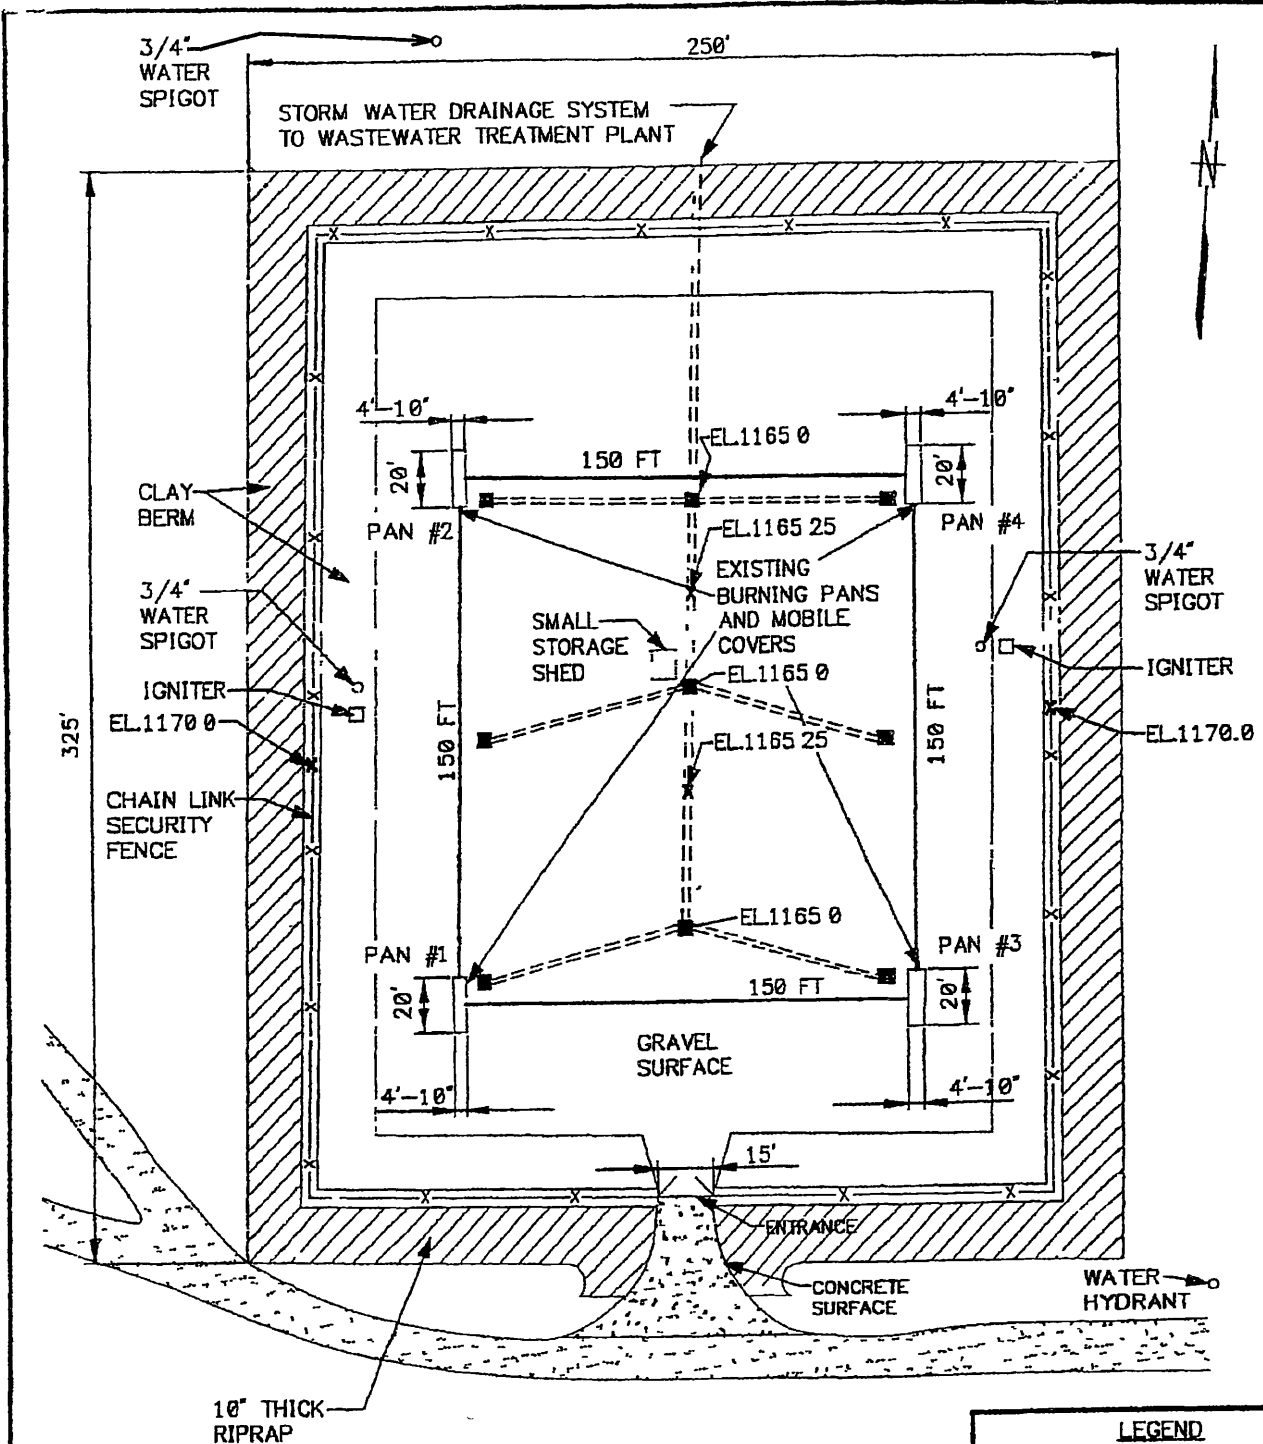 3/4"
WATER
SPIGOT
250'
STORM WATER DRAINAGE SYSTEM
TO WASTEWATER TREATMENT PLANT
N
4'-10"
4'-10"
EL.1165 0
150 FT
20'
20'
CLAY
BERM
PAN #2
PAN #4
EL.1165 25
3/4"
WATER
SPIGOT
EXISTING
BURNING PANS
AND MOBILE
COVERS
3/4"
WATER
SPIGOT
SMALL
STORAGE
SHED
IGNITER
IGNITER
EL.1165 0
EL.1170 0
325'
150 FT
150 FT
EL.1170.0
EL.1165 25
CHAIN LINK
SECURITY
FENCE
EL.1165 0
PAN #1
PAN #3
20'
150 FT
20'
GRAVEL
SURFACE
4'-10"
4'-10"
15'
ENTRANCE
CONCRETE
SURFACE
WATER
HYDRANT
10" THICK
RIPRAP
LEGEND